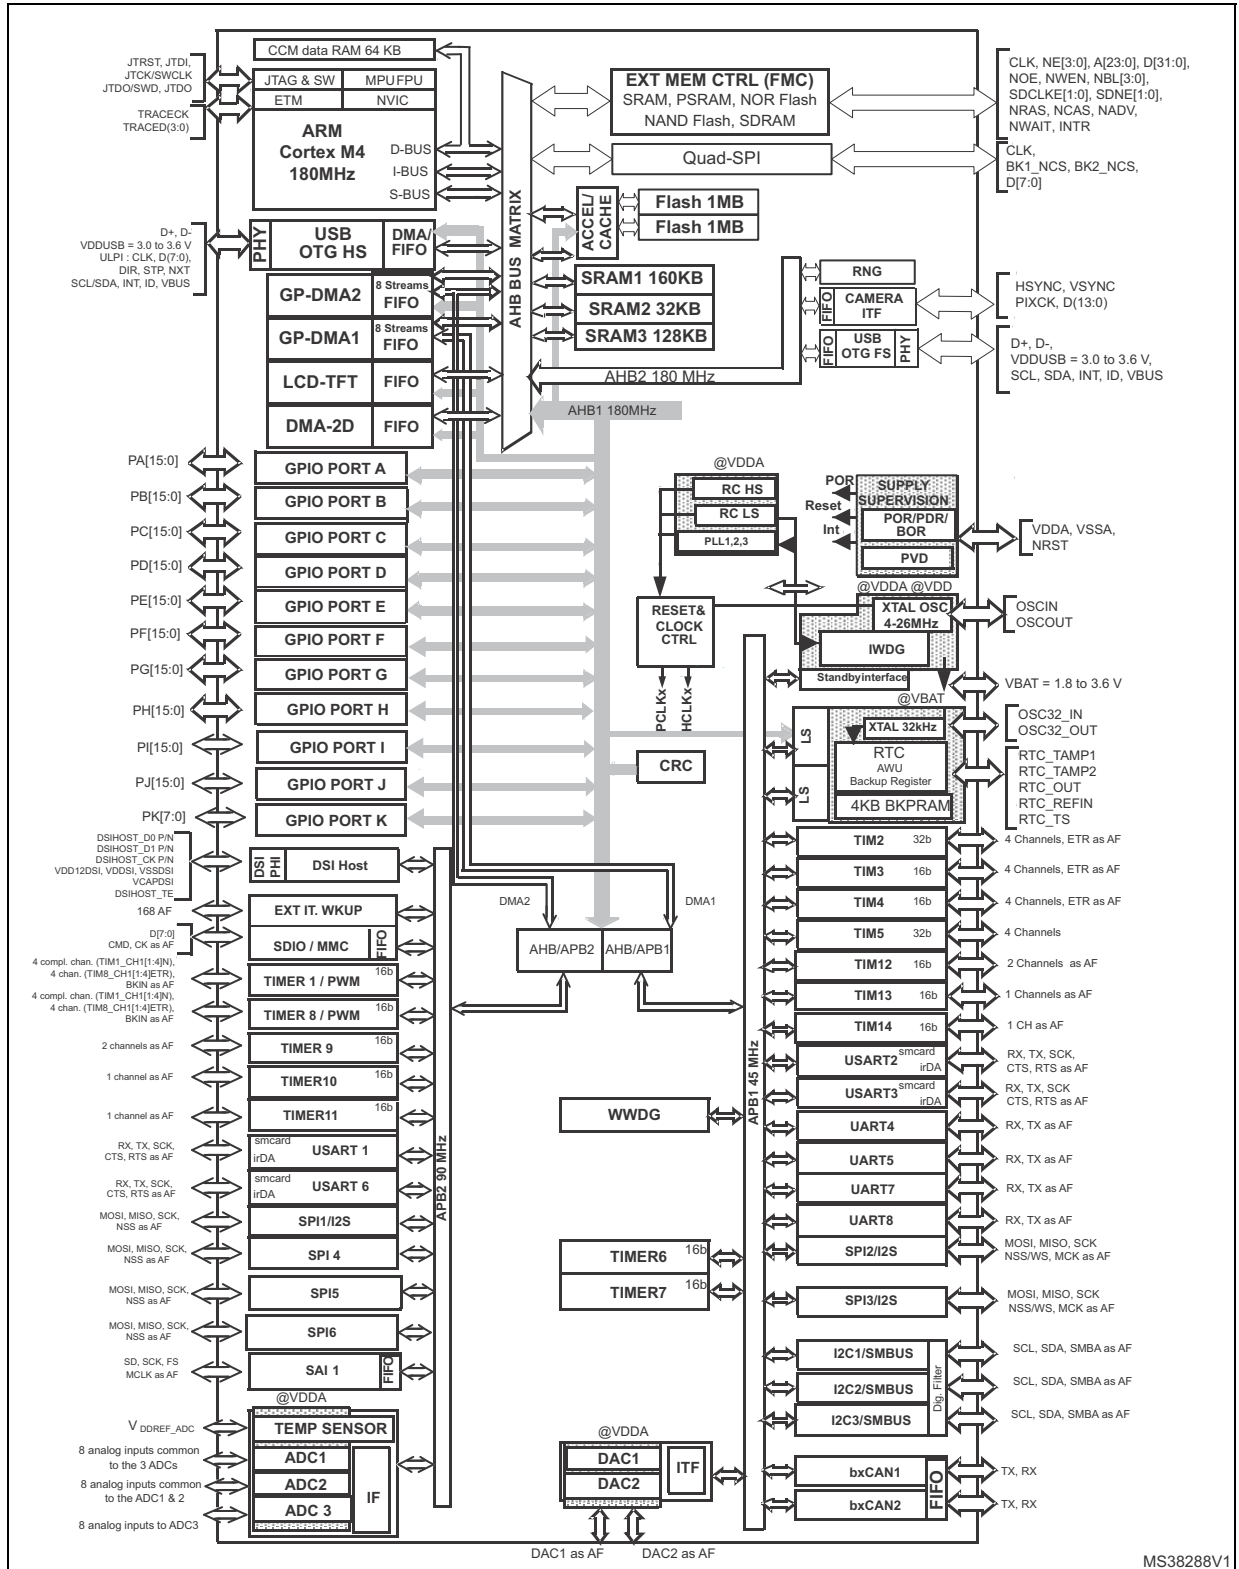 CCM data RAM 64 KB
JTRST, JTDI,
JTCK/SWCLK
JTDO/SWD, JTDO
TRACECK
TRACED(3:0)
JTAG & SW
MPU FPU
ETM
NVIC
ARM
Cortex M4
180MHz
D-BUS
I-BUS
S-BUS
AHB BUS MATRIX
EXT MEM CTRL (FMC)
SRAM, PSRAM, NOR Flash
NAND Flash, SDRAM
CLK, NE[3:0], A[23:0], D[31:0],
NOE, NWEN, NBL[3:0],
SDCLKE[1:0], SDNE[1:0],
NRAS, NCAS, NADV,
NWAIT, INTR
Quad-SPI
CLK,
BK1_NCS, BK2_NCS,
D[7:0]
ACCEL/
CACHE
Flash 1MB
Flash 1MB
SRAM1 160KB
SRAM2 32KB
SRAM3 128KB
D+, D-
VDDUSB = 3.0 to 3.6 V
ULPI : CLK, D(7:0),
DIR, STP, NXT
SCL/SDA, INT, ID, VBUS
PHY
USB
OTG HS
DMA/
FIFO
GP-DMA2
8 Streams
FIFO
GP-DMA1
8 Streams
FIFO
LCD-TFT
FIFO
DMA-2D
FIFO
RNG
FIFO
CAMERA
ITF
HSYNC, VSYNC
PIXCK, D(13:0)
FIFO
USB
OTG FS
PHY
D+, D-,
VDDUSB = 3.0 to 3.6 V,
SCL, SDA, INT, ID, VBUS
AHB2 180 MHz
AHB1 180MHz
PA[15:0]
GPIO PORT A
PB[15:0]
GPIO PORT B
PC[15:0]
GPIO PORT C
PD[15:0]
GPIO PORT D
PE[15:0]
GPIO PORT E
PF[15:0]
GPIO PORT F
PG[15:0]
GPIO PORT G
PH[15:0]
GPIO PORT H
PI[15:0]
GPIO PORT I
PJ[15:0]
GPIO PORT J
PK[7:0]
GPIO PORT K
@VDDA
RC HS
RC LS
PLL1,2,3
RESET&
CLOCK
CTRL
PCLKx
HCLKx
CRC
POR
Reset
Int
SUPPLY
SUPERVISION
POR/PDR/
BOR
PVD
VDDA, VSSA,
NRST
@VDDA @VDD
XTAL OSC
4-26MHz
IWDG
OSCIN
OSCOUT
Standbyinterface
VBAT = 1.8 to 3.6 V
@VBAT
LS
LS
XTAL 32kHz
RTC
AWU
Backup Register
4KB BKPRAM
OSC32_IN
OSC32_OUT
RTC_TAMP1
RTC_TAMP2
RTC_OUT
RTC_REFIN
RTC_TS
DSIHOST_D0 P/N
DSIHOST_D1 P/N
DSIHOST_CK P/N
VDD12DSI, VDDSI, VSSDSI
VCAPDSI
DSIHOST_TE
DSI
PHI
DSI Host
168 AF
EXT IT. WKUP
D[7:0]
CMD, CK as AF
SDIO / MMC
FIFO
4 compl. chan. (TIM1_CH1[1:4]N),
4 chan. (TIM8_CH1[1:4]ETR),
BKIN as AF
TIMER 1 / PWM
16b
4 compl. chan. (TIM1_CH1[1:4]N),
4 chan. (TIM8_CH1[1:4]ETR),
BKIN as AF
TIMER 8 / PWM
16b
2 channels as AF
TIMER 9
16b
1 channel as AF
TIMER10
16b
1 channel as AF
TIMER11
16b
RX, TX, SCK,
CTS, RTS as AF
smcard
irDA
USART 1
RX, TX, SCK,
CTS, RTS as AF
smcard
irDA
USART 6
MOSI, MISO, SCK,
NSS as AF
SPI1/I2S
MOSI, MISO, SCK,
NSS as AF
SPI 4
MOSI, MISO, SCK,
NSS as AF
SPI5
MOSI, MISO, SCK,
NSS as AF
SPI6
SD, SCK, FS
MCLK as AF
SAI 1
FIFO
@VDDA
VDDREF_ADC
TEMP SENSOR
8 analog inputs common
to the 3 ADCs
ADC1
8 analog inputs common
to the ADC1 & 2
ADC2
8 analog inputs to ADC3
ADC 3
IF
APB2 90 MHz
DMA2
DMA1
AHB/APB2
AHB/APB1
WWDG
TIMER6
16b
TIMER7
16b
@VDDA
DAC1
DAC2
ITF
DAC1 as AF
DAC2 as AF
APB1 45 MHz
TIM2
32b
4 Channels, ETR as AF
TIM3
16b
4 Channels, ETR as AF
TIM4
16b
4 Channels, ETR as AF
TIM5
32b
4 Channels
TIM12
16b
2 Channels as AF
TIM13
16b
1 Channels as AF
TIM14
16b
1 CH as AF
USART2
smcard
irDA
RX, TX, SCK,
CTS, RTS as AF
USART3
smcard
irDA
RX, TX, SCK
CTS, RTS as AF
UART4
RX, TX as AF
UART5
RX, TX as AF
UART7
RX, TX as AF
UART8
RX, TX as AF
SPI2/I2S
MOSI, MISO, SCK
NSS/WS, MCK as AF
SPI3/I2S
MOSI, MISO, SCK
NSS/WS, MCK as AF
I2C1/SMBUS
SCL, SDA, SMBA as AF
I2C2/SMBUS
SCL, SDA, SMBA as AF
I2C3/SMBUS
SCL, SDA, SMBA as AF
Dig. Filter
bxCAN1
TX, RX
bxCAN2
TX, RX
FIFO
MS38288V1